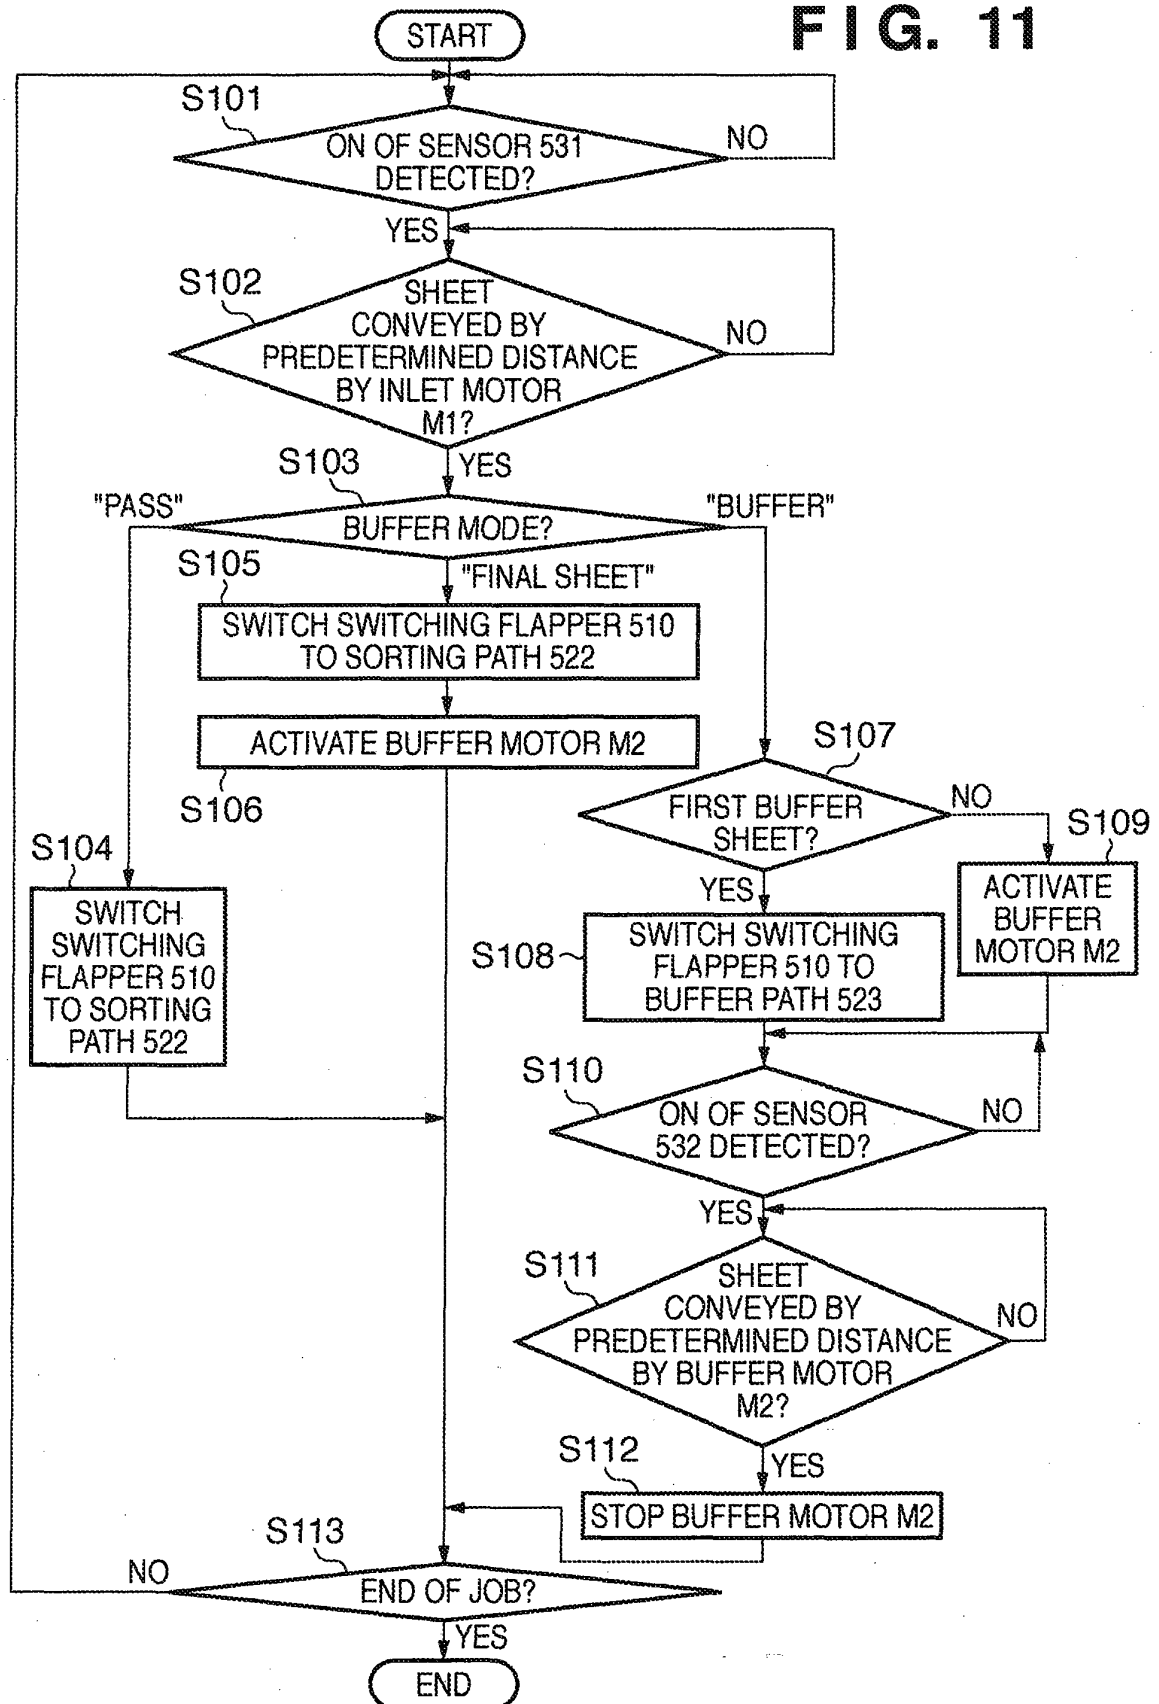 FIG. 11
START
S101
ON OF SENSOR 531
DETECTED?
NO
YES
S102
SHEET
CONVEYED BY
PREDETERMINED DISTANCE
BY INLET MOTOR
M1?
NO
YES
S103
"PASS"
BUFFER MODE?
"BUFFER"
"FINAL SHEET"
S105
SWITCH SWITCHING FLAPPER 510
TO SORTING PATH 522
ACTIVATE BUFFER MOTOR M2
S106
S107
FIRST BUFFER
SHEET?
NO
YES
S109
ACTIVATE
BUFFER
MOTOR M2
S104
SWITCH
SWITCHING
FLAPPER 510
TO SORTING
PATH 522
S108
SWITCH SWITCHING
FLAPPER 510 TO
BUFFER PATH 523
S110
ON OF SENSOR
532 DETECTED?
NO
YES
S111
SHEET
CONVEYED BY
PREDETERMINED DISTANCE
BY BUFFER MOTOR
M2?
NO
YES
S112
STOP BUFFER MOTOR M2
S113
NO
END OF JOB?
YES
END